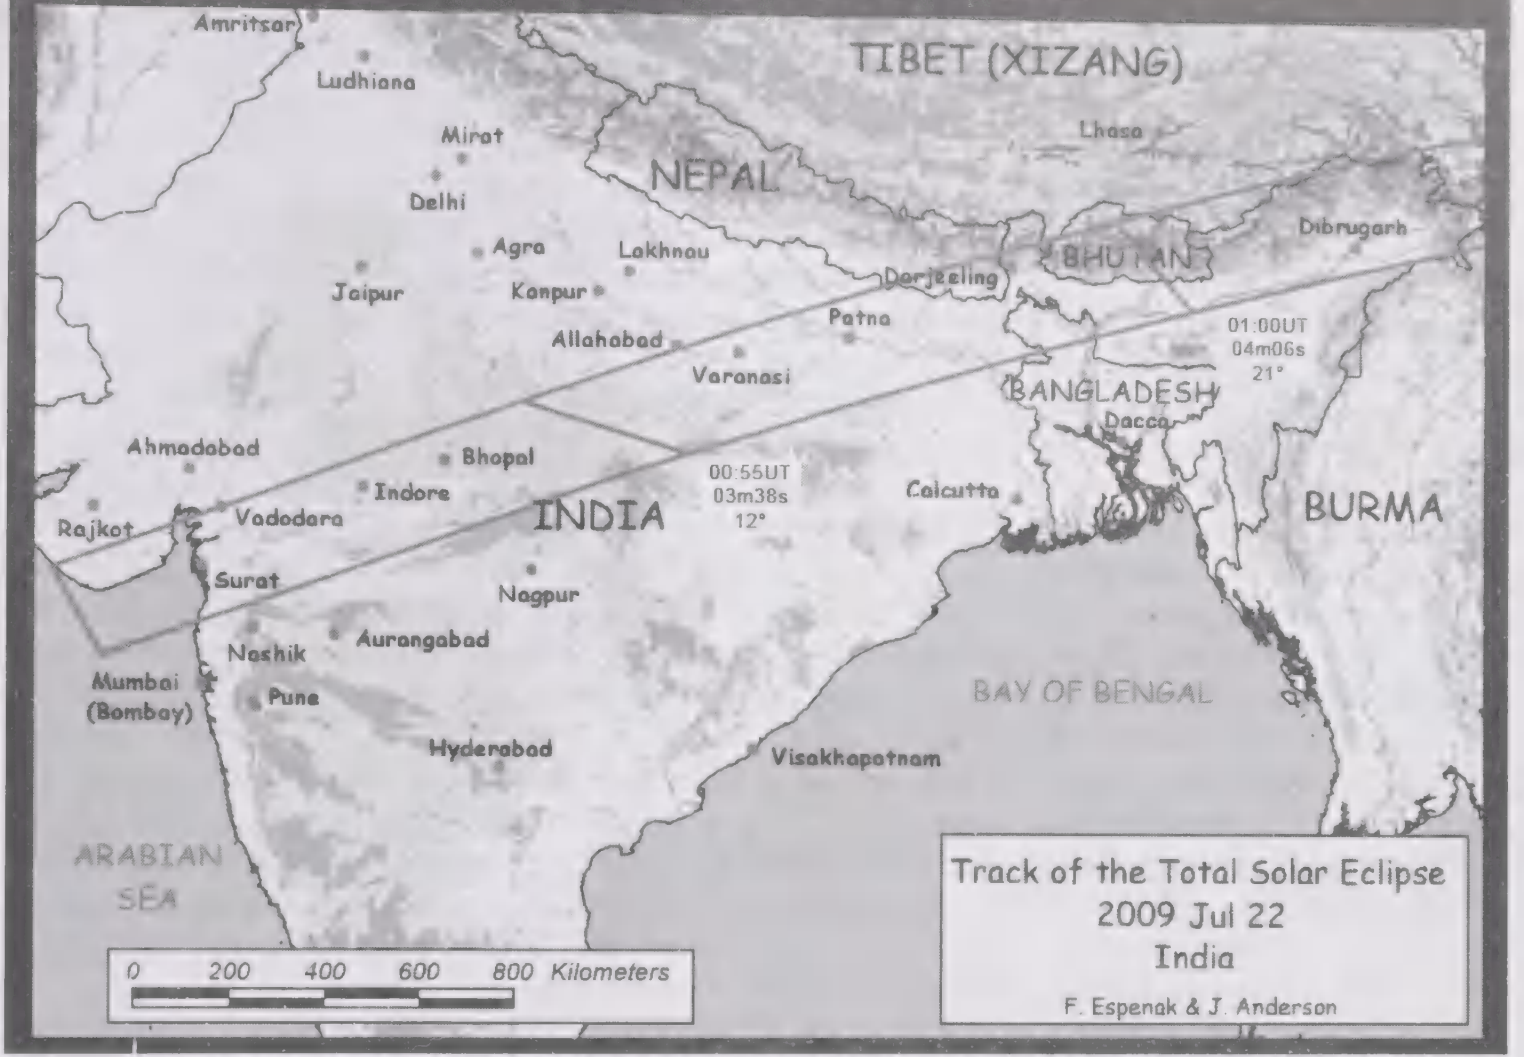 Amritsar
TIBET (XIZANG)
Ludhiana
Mirat
Lhasa
NEPAL
Delhi
Dibrugarh
Agra
Lakhnau
BHUTAN
Jaipur
Kanpur
Darjeeling
Patna
01:00UT
04m06s
21°
Allahabad
Varanasi
BANGLADESH
Dacca
Ahmadabad
Bhopal
00:55UT
03m38s
12°
Indore
Calcutta
INDIA
BURMA
Rajkot
Vadodara
Surat
Nagpur
Nashik
Aurangabad
Mumbai
(Bombay)
Pune
BAY OF BENGAL
Hyderabad
Visakhapatnam
ARABIAN
SEA
Track of the Total Solar Eclipse
2009 Jul 22
India
F. Espenak & J. Anderson
0 200 400 600 800 Kilometers